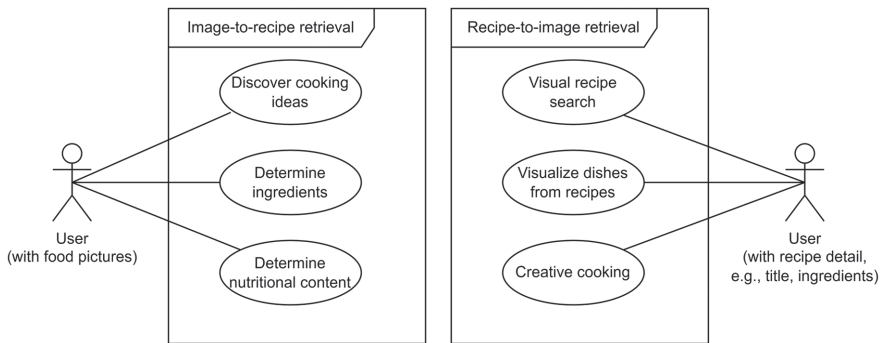 Image-to-recipe retrieval
Discover cooking
ideas
Determine
ingredients
Determine
nutritional content
User
(with food pictures)
Recipe-to-image retrieval
Visual recipe
search
Visualize dishes
from recipes
Creative cooking
User
(with recipe detail,
e.g., title, ingredients)